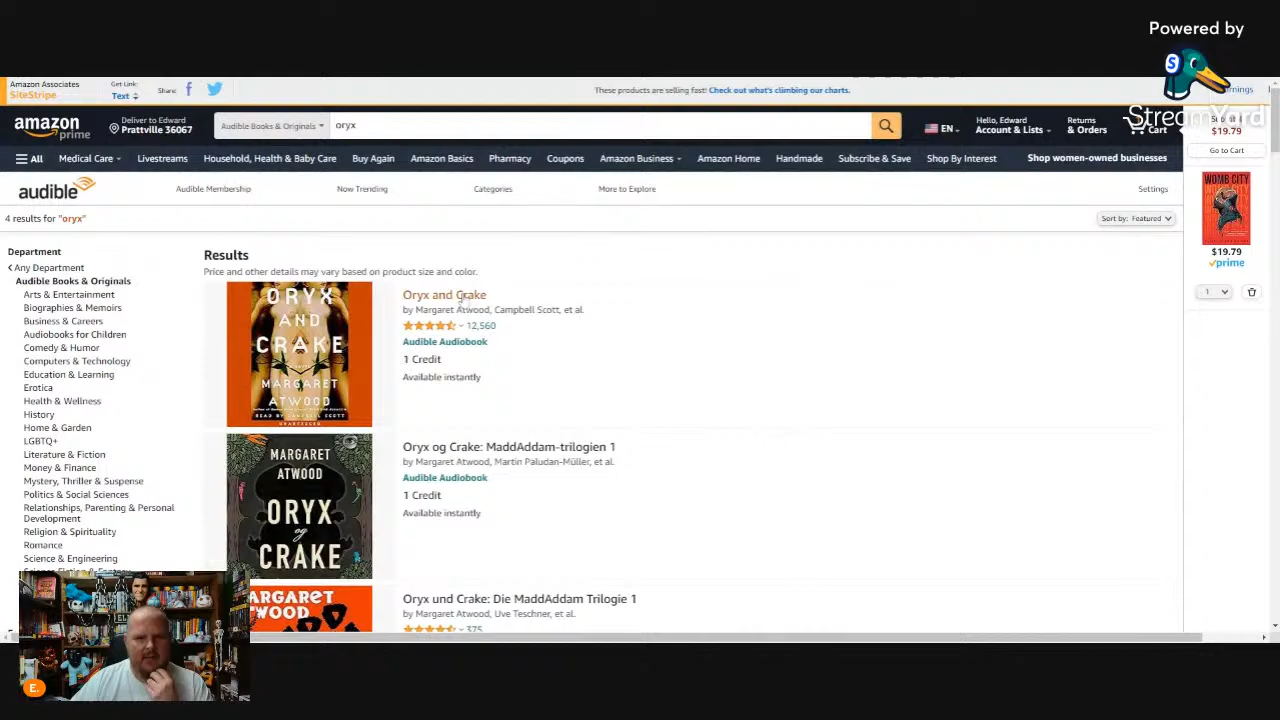 Powered by
StreamYard
Amazon Associates
SiteStripe
Get Link:
Text
Share:
These products are selling fast! Check out what's climbing our charts.
Earnings
amazon
prime
Deliver to Edward
Prattville 36067
Audible Books & Originals
oryx
EN
Hello, Edward
Account & Lists
Returns
& Orders
Cart
Subtotal
$19.79
Go to Cart
All
Medical Care
Livestreams
Household, Health & Baby Care
Buy Again
Amazon Basics
Pharmacy
Coupons
Amazon Business
Amazon Home
Handmade
Subscribe & Save
Shop By Interest
Shop women-owned businesses
audible
Audible Membership
Now Trending
Categories
More to Explore
Settings
4 results for "oryx"
Sort by: Featured
WOMB CITY
$19.79
prime
1
Department
Any Department
Audible Books & Originals
Arts & Entertainment
Biographies & Memoirs
Business & Careers
Audiobooks for Children
Comedy & Humor
Computers & Technology
Education & Learning
Erotica
Health & Wellness
History
Home & Garden
LGBTQ+
Literature & Fiction
Money & Finance
Mystery, Thriller & Suspense
Politics & Social Sciences
Relationships, Parenting & Personal
Development
Religion & Spirituality
Romance
Science & Engineering
Results
Price and other details may vary based on product size and color.
ORYX
AND
CRAKE
MARGARET
ATWOOD
READ BY CAMPBELL SCOTT
UNABRIDGED
Oryx and Crake
by Margaret Atwood, Campbell Scott, et al.
12,560
Audible Audiobook
1 Credit
Available instantly
MARGARET
ATWOOD
ORYX
og
CRAKE
Oryx og Crake: MaddAddam-trilogien 1
by Margaret Atwood, Martin Paludan-Müller, et al.
Audible Audiobook
1 Credit
Available instantly
MARGARET
ATWOOD
Oryx und Crake: Die MaddAddam Trilogie 1
by Margaret Atwood, Uve Teschner, et al.
375
E.